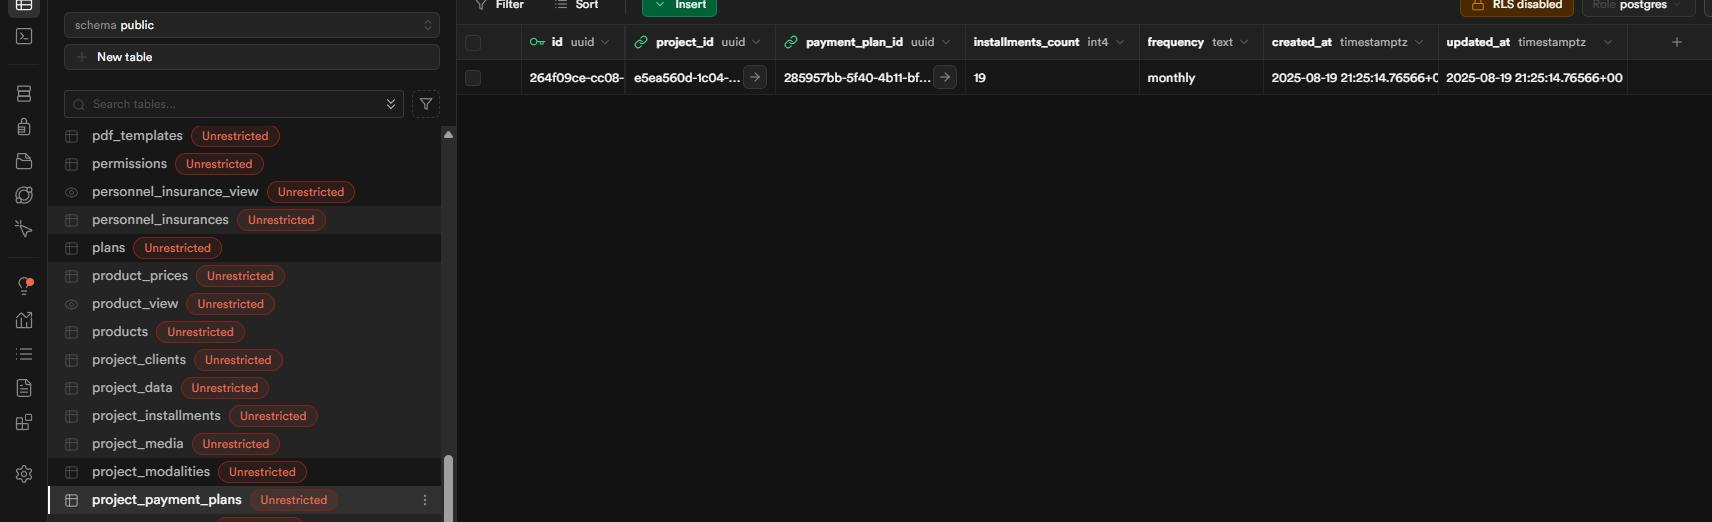 schema public
New table
Search tables...
pdf_templates Unrestricted
permissions Unrestricted
personnel_insurance_view Unrestricted
personnel_insurances Unrestricted
plans Unrestricted
product_prices Unrestricted
product_view Unrestricted
products Unrestricted
project_clients Unrestricted
project_data Unrestricted
project_installments Unrestricted
project_media Unrestricted
project_modalities Unrestricted
project_payment_plans Unrestricted
Filter Sort Insert RLS disabled Role postgres
id uuid project_id uuid payment_plan_id uuid installments_count int4 frequency text created_at timestamptz updated_at timestamptz
264f09ce-cc08- e5ea560d-1c04-... 285957bb-5f40-4b11-bf... 19 monthly 2025-08-19 21:25:14.76566+0 2025-08-19 21:25:14.76566+00